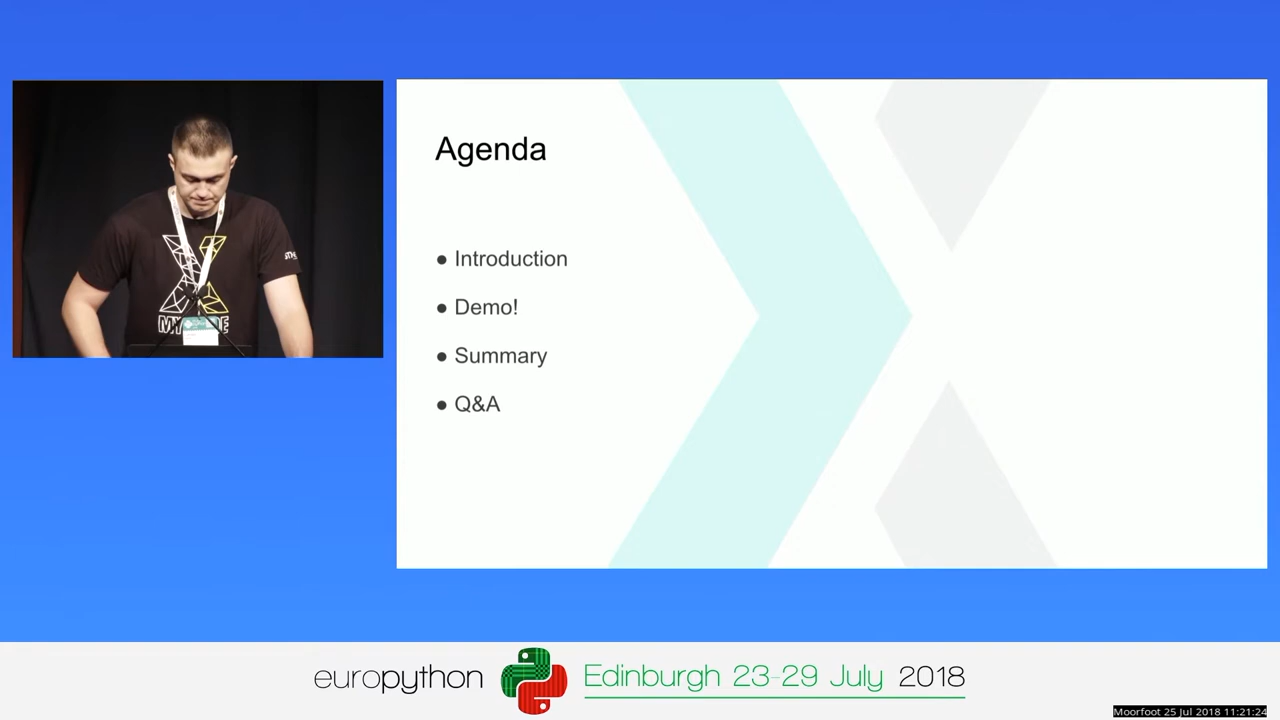 Agenda
● Introduction
● Demo!
● Summary
● Q&A
europython
Edinburgh 23-29 July 2018
Moorfoot 25 Jul 2018 11:21:24